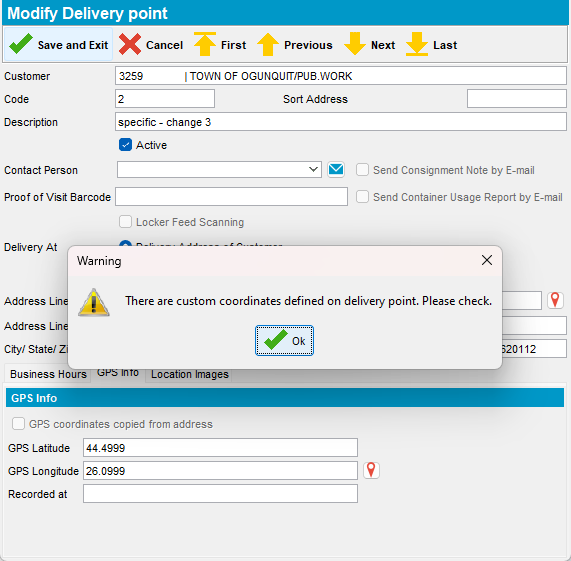 Modify Delivery point
Save and Exit Cancel First Previous Next Last
Customer 3259 | TOWN OF OGUNQUIT/PUB.WORK
Code 2 Sort Address
Description specific - change 3
Active
Contact Person Send Consignment Note by E-mail
Proof of Visit Barcode Send Container Usage Report by E-mail
Locker Feed Scanning
Delivery At Delivery Address of Customer
Warning
There are custom coordinates defined on delivery point. Please check.
Address Line
Ok
Address Line
City/ State/ 620112
Business Hours GPS Info Location Images
GPS Info
GPS coordinates copied from address
GPS Latitude 44.4999
GPS Longitude 26.0999
Recorded at